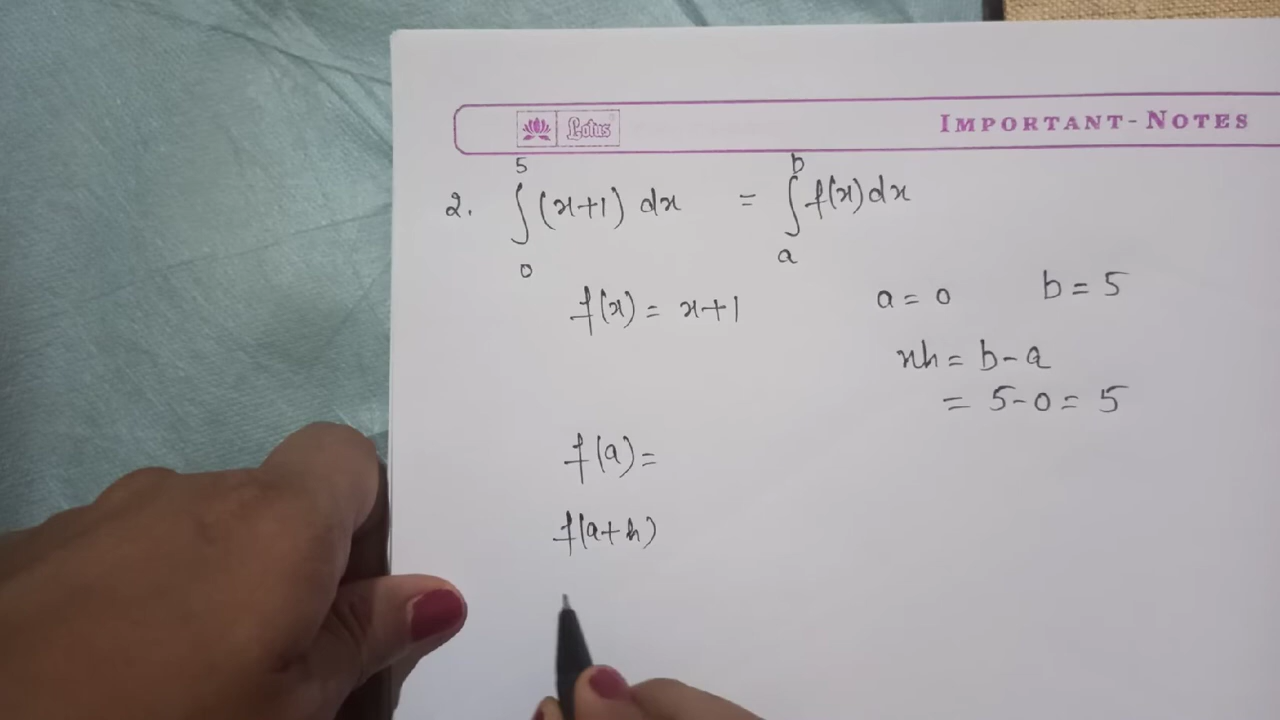 Lotus IMPORTANT-NOTES
2. ∫₀⁵ (x+1) dx = ∫ₐᵇ f(x) dx
f(x) = x+1 a = 0 b = 5
nh = b-a
= 5-0 = 5
f(a) =
f(a+h)